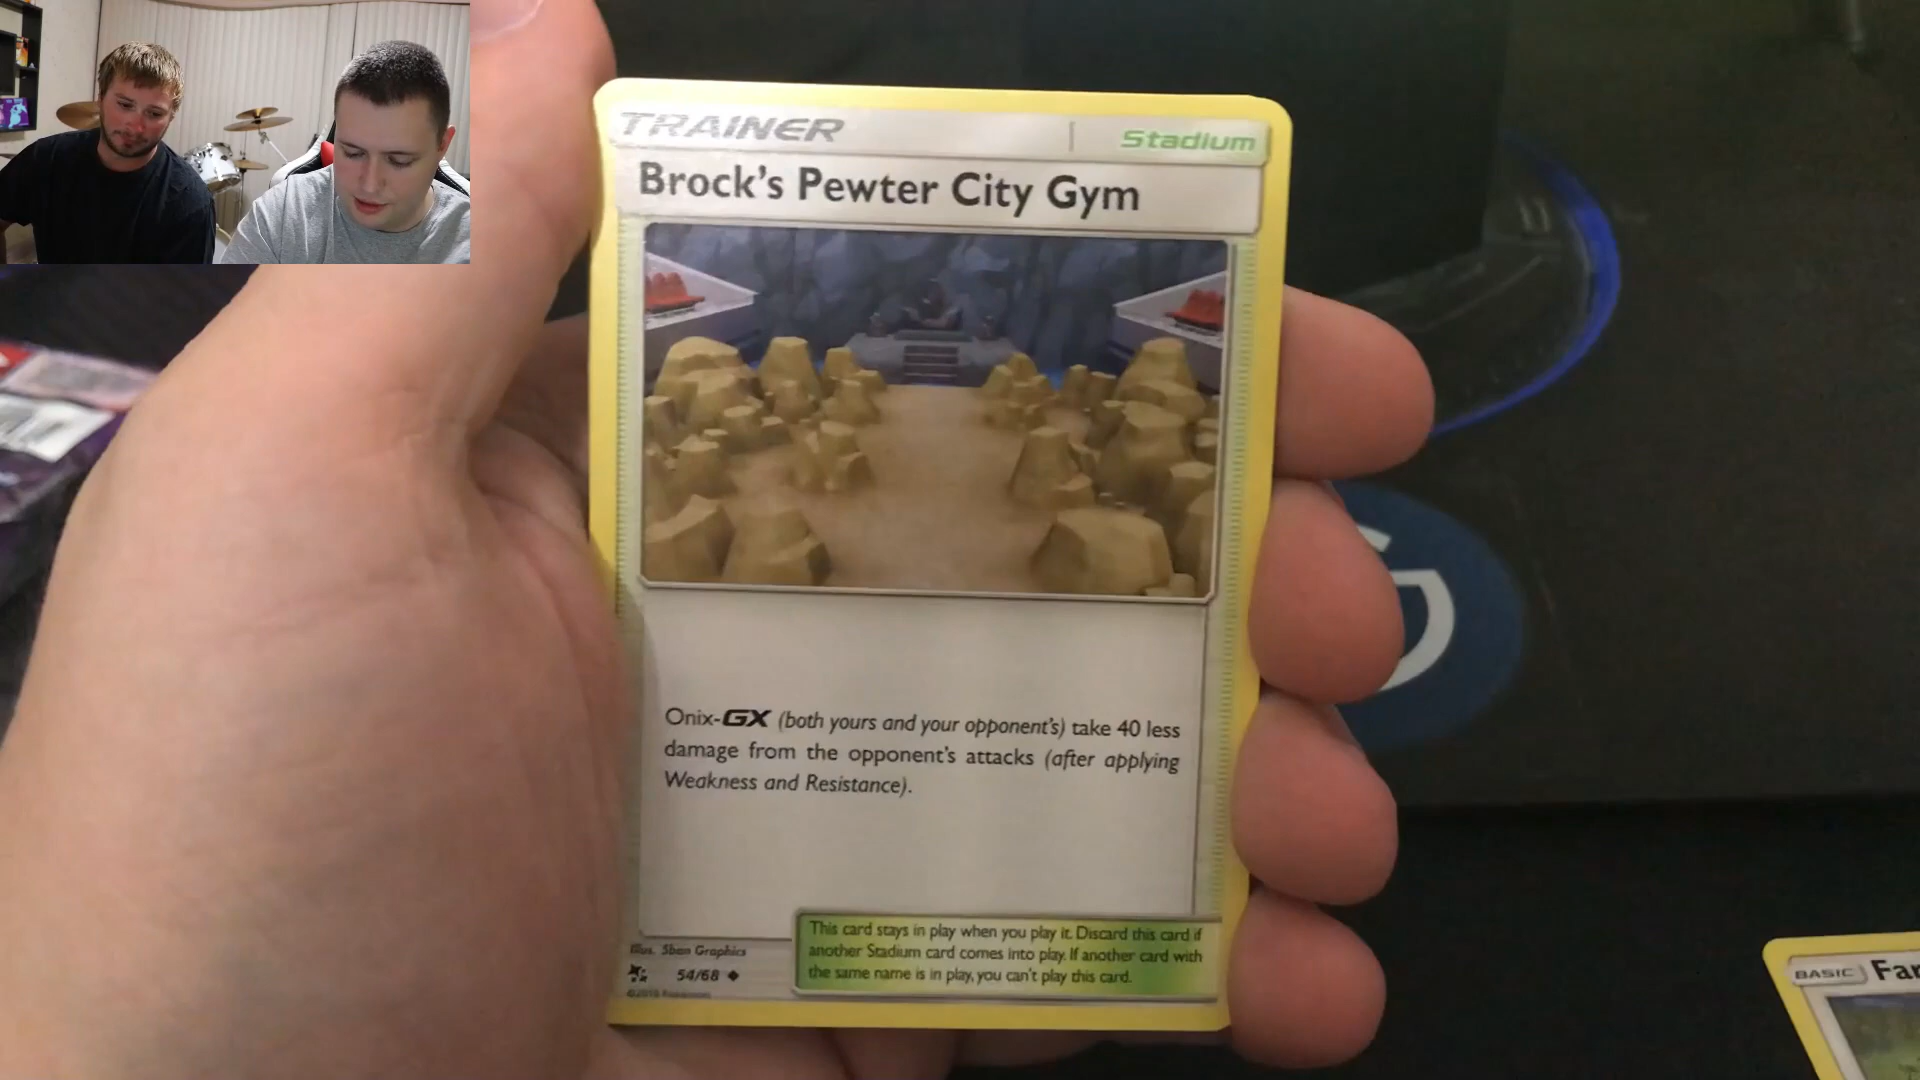 TRAINER
Stadium
Brock's Pewter City Gym
Onix-GX (both yours and your opponent's) take 40 less
damage from the opponent's attacks (after applying
Weakness and Resistance).
This card stays in play when you play it. Discard this card if
another Stadium card comes into play. If another card with
the same name is in play, you can't play this card.
Illus. 5ban Graphics
54/68
BASIC
Far
G